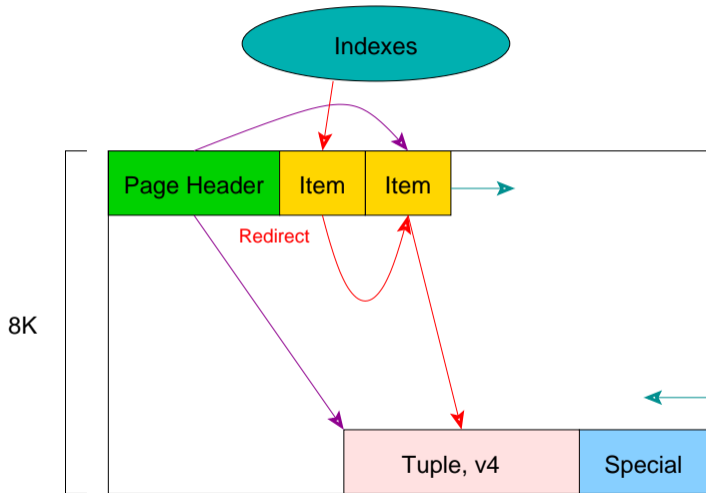 Indexes
Page Header
Item
Item
Redirect
8K
Tuple, v4
Special